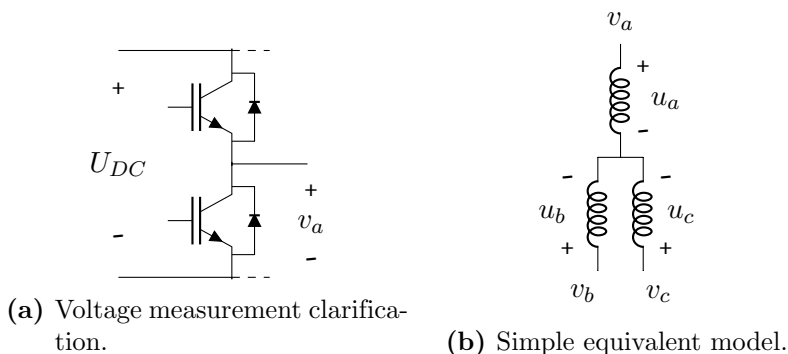 +
U_DC
-
+
v_a
-
(a) Voltage measurement clarifica-
tion.
v_a
+
u_a
-
- -
u_b u_c
+ +
v_b v_c
(b) Simple equivalent model.